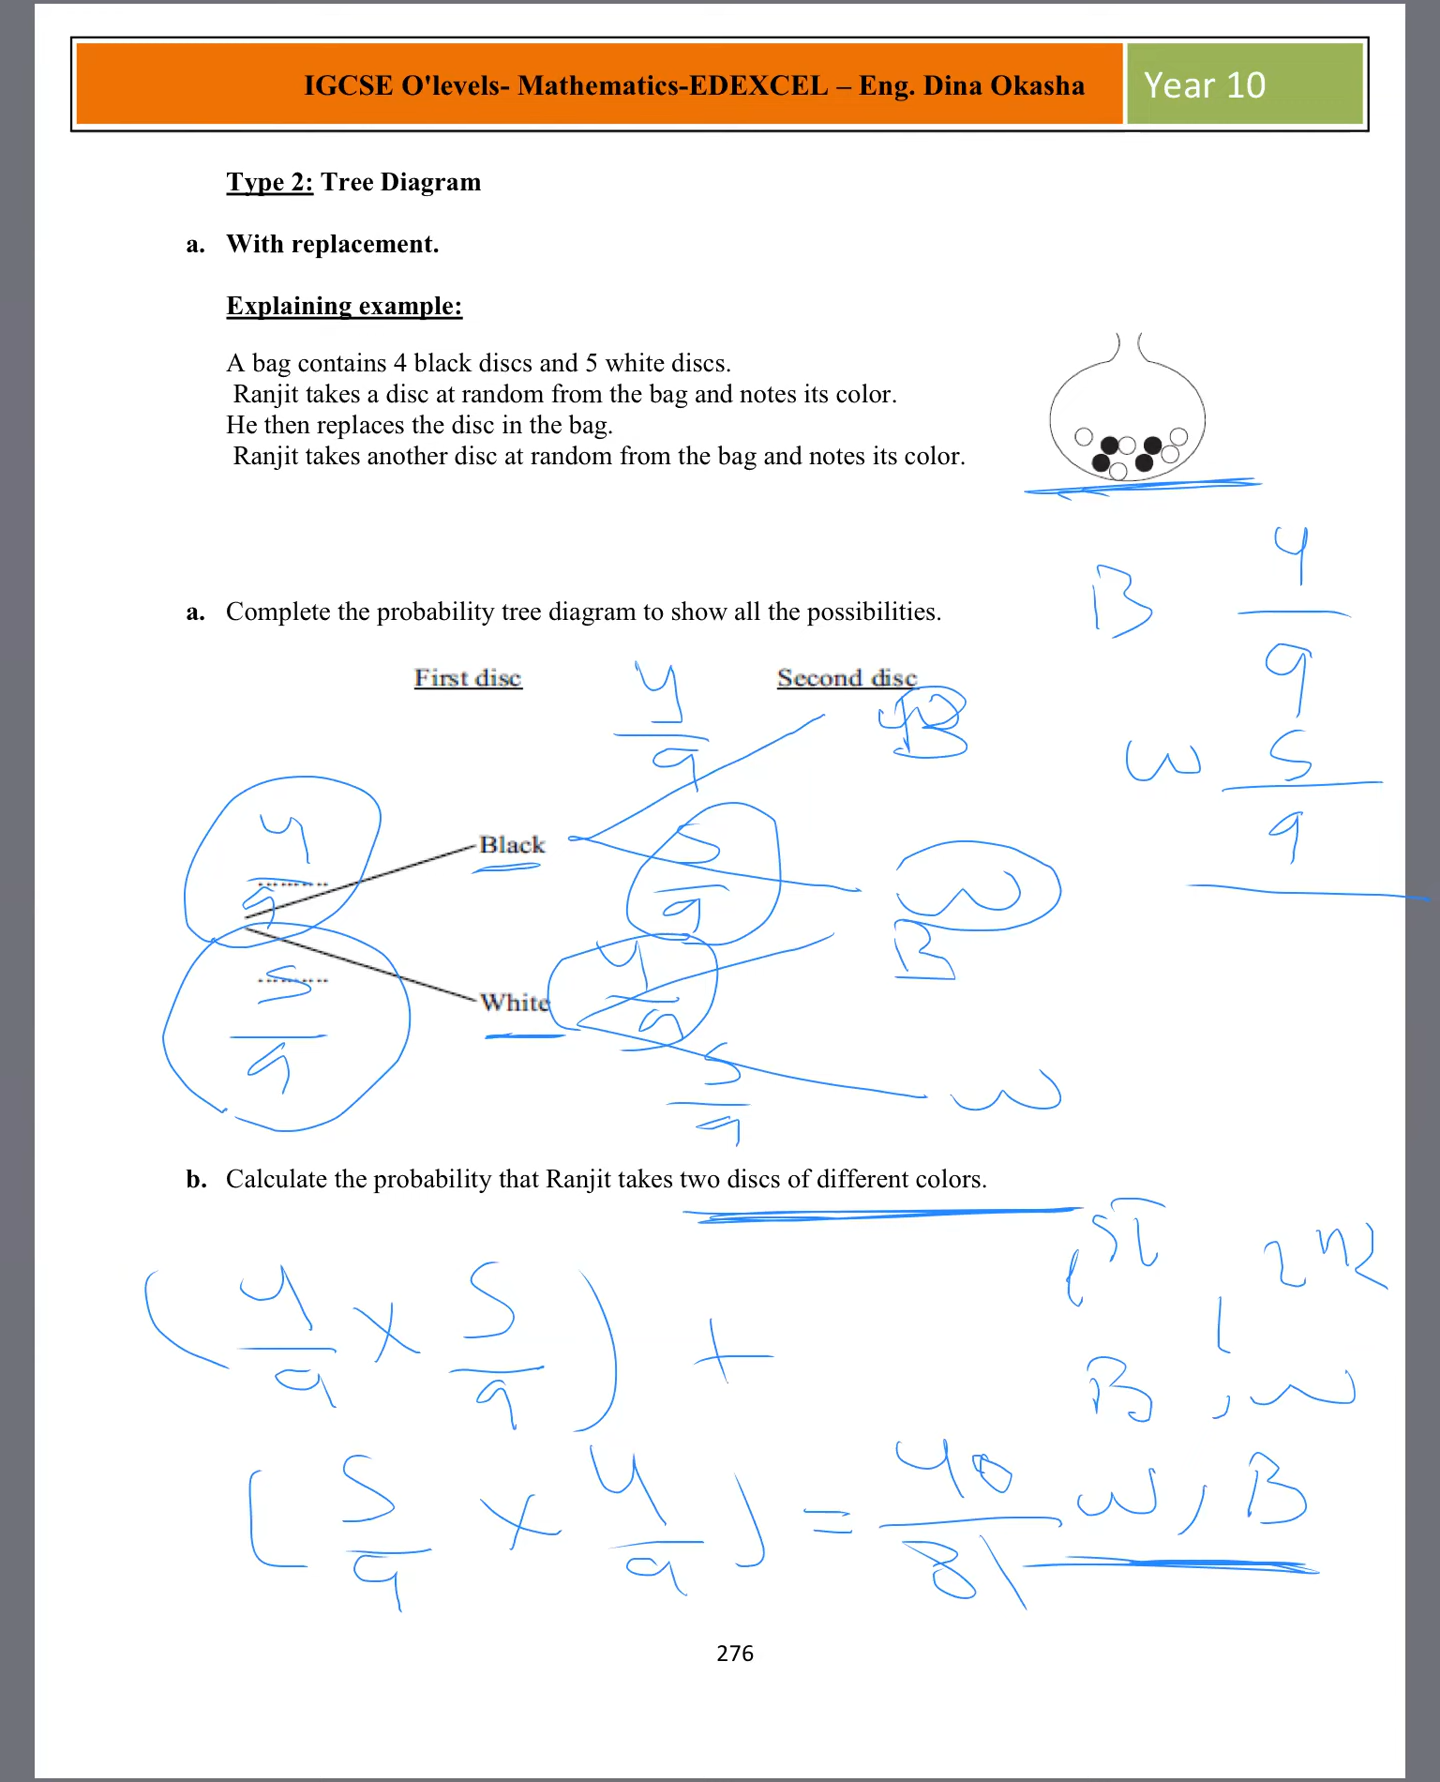 IGCSE O'levels- Mathematics-EDEXCEL – Eng. Dina Okasha
Year 10
Type 2: Tree Diagram
a. With replacement.
Explaining example:
A bag contains 4 black discs and 5 white discs.
Ranjit takes a disc at random from the bag and notes its color.
He then replaces the disc in the bag.
Ranjit takes another disc at random from the bag and notes its color.
B 4/9
W 5/9
a. Complete the probability tree diagram to show all the possibilities.
First disc
Second disc
4/9 B
4/9 Black
5/9 W
4/9 B
5/9 White
5/9 W
b. Calculate the probability that Ranjit takes two discs of different colors.
1st 2nd
(4/9 × 5/9) +
B , W
(5/9 × 4/9) = 40/81
W , B
276